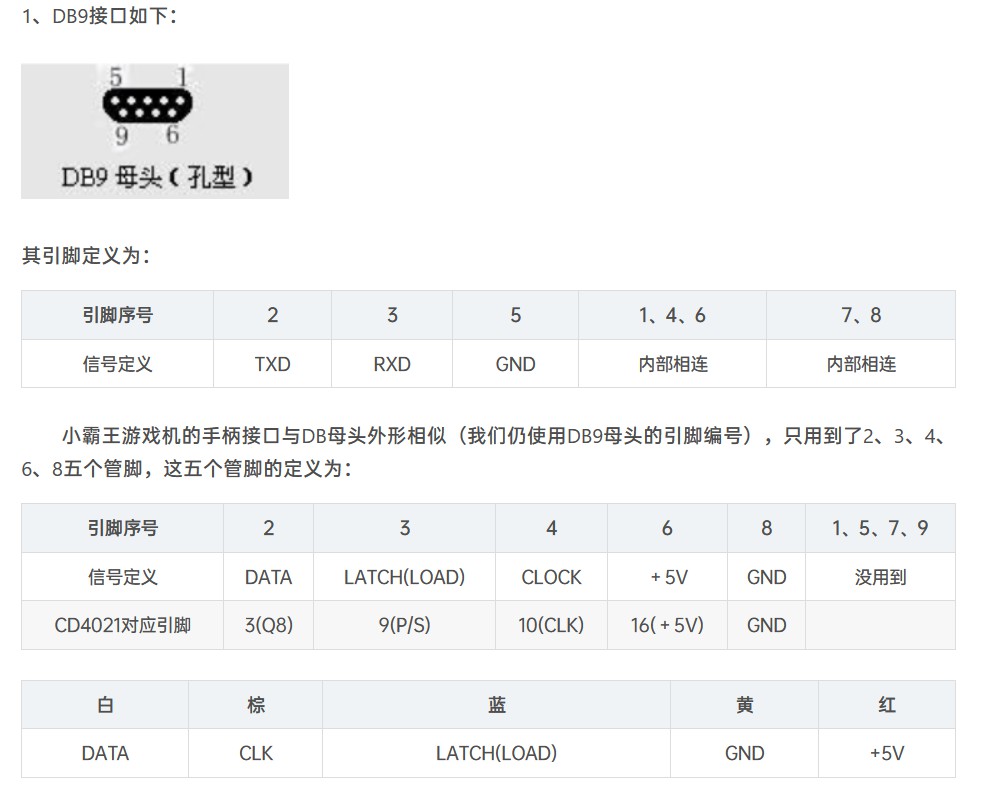 1、DB9接口如下：
5 1
9 6
DB9 母头（孔型）
其引脚定义为：
引脚序号 2 3 5 1、4、6 7、8
信号定义 TXD RXD GND 内部相连 内部相连
小霸王游戏机的手柄接口与DB母头外形相似（我们仍使用DB9母头的引脚编号），只用到了2、3、4、
6、8五个管脚，这五个管脚的定义为：
引脚序号 2 3 4 6 8 1、5、7、9
信号定义 DATA LATCH(LOAD) CLOCK +5V GND 没用到
CD4021对应引脚 3(Q8) 9(P/S) 10(CLK) 16(+5V) GND
白 棕 蓝 黄 红
DATA CLK LATCH(LOAD) GND +5V